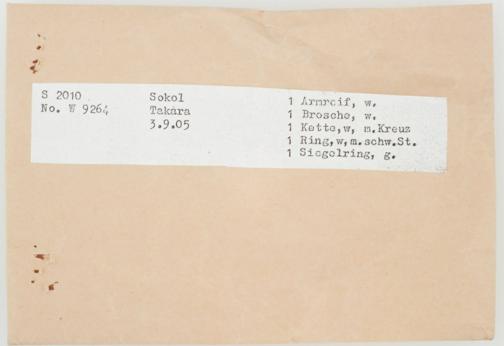 S 2010
No. W 9264
Sokol
Takára
3.9.05
1 Armreif, w.
1 Brosche, w.
1 Kette,w, m.Kreuz
1 Ring,w,m.schw.St.
1 Siegelring, g.